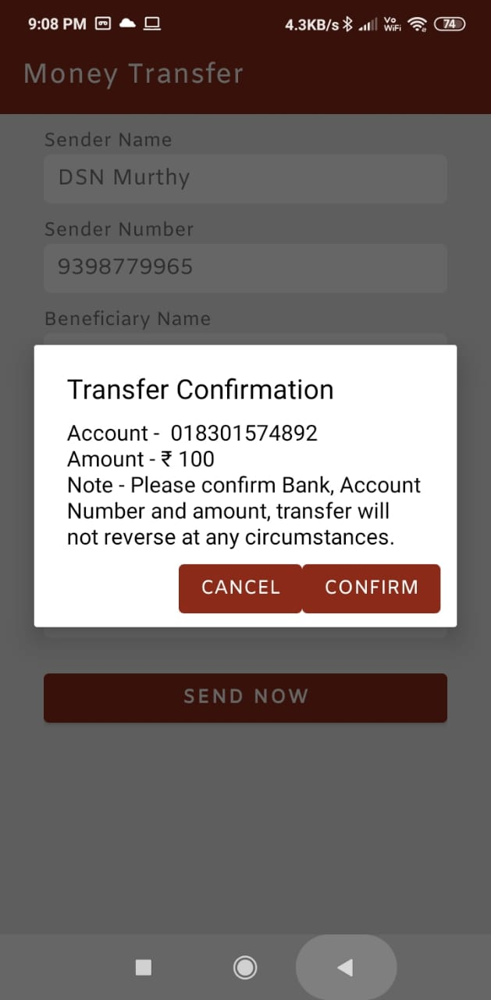 9:08 PM 4.3KB/s Vo WiFi 74
Money Transfer
Sender Name
DSN Murthy
Sender Number
9398779965
Beneficiary Name
Transfer Confirmation
Account - 018301574892
Amount - ₹ 100
Note - Please confirm Bank, Account
Number and amount, transfer will
not reverse at any circumstances.
CANCEL CONFIRM
SEND NOW